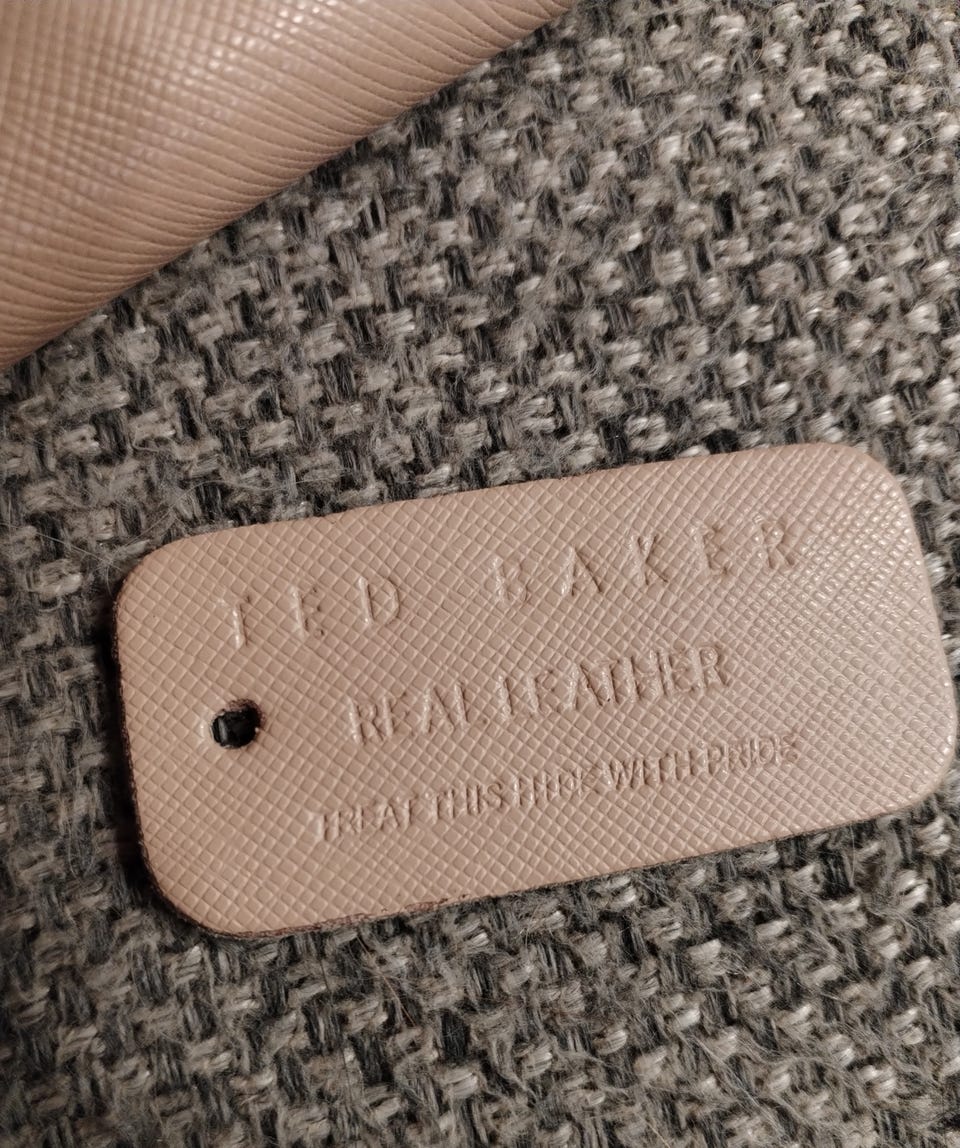 TED BAKER
REAL LEATHER
TREAT THIS HIDE WITH PRIDE